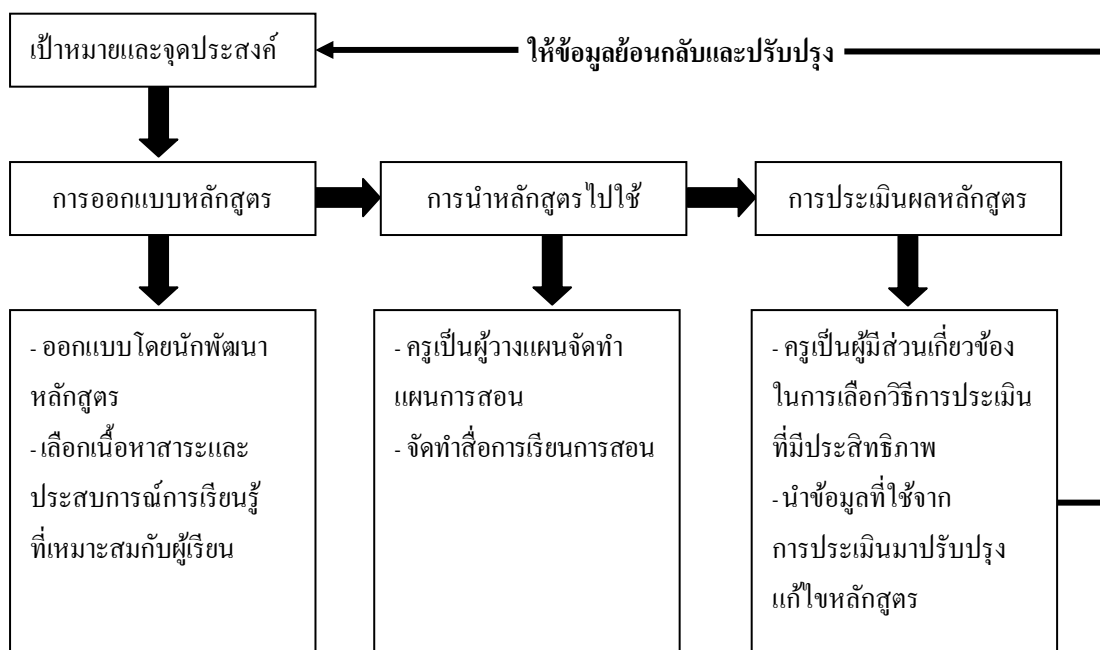 เป้าหมายและจุดประสงค์
ให้ข้อมูลย้อนกลับและปรับปรุง
การออกแบบหลักสูตร
การนำหลักสูตรไปใช้
การประเมินผลหลักสูตร
- ออกแบบโดยนักพัฒนา
หลักสูตร
- เลือกเนื้อหาสาระและ
ประสบการณ์การเรียนรู้
ที่เหมาะสมกับผู้เรียน
- ครูเป็นผู้วางแผนจัดทำ
แผนการสอน
- จัดทำสื่อการเรียนการสอน
- ครูเป็นผู้มีส่วนเกี่ยวข้อง
ในการเลือกวิธีการประเมิน
ที่มีประสิทธิภาพ
- นำข้อมูลที่ใช้จาก
การประเมินมาปรับปรุง
แก้ไขหลักสูตร